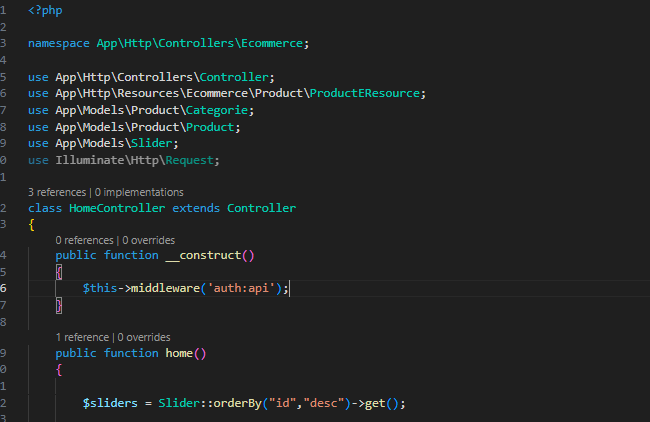 1 <?php
2
3 namespace App\Http\Controllers\Ecommerce;
4
5 use App\Http\Controllers\Controller;
6 use App\Http\Resources\Ecommerce\Product\ProductEResource;
7 use App\Models\Product\Categorie;
8 use App\Models\Product\Product;
9 use App\Models\Slider;
0 use Illuminate\Http\Request;
1
3 references | 0 implementations
2 class HomeController extends Controller
3 {
0 references | 0 overrides
4 public function __construct()
5 {
6 $this->middleware('auth:api');
7 }
8
1 reference | 0 overrides
9 public function home()
0 {
1
2 $sliders = Slider::orderBy("id","desc")->get();
3